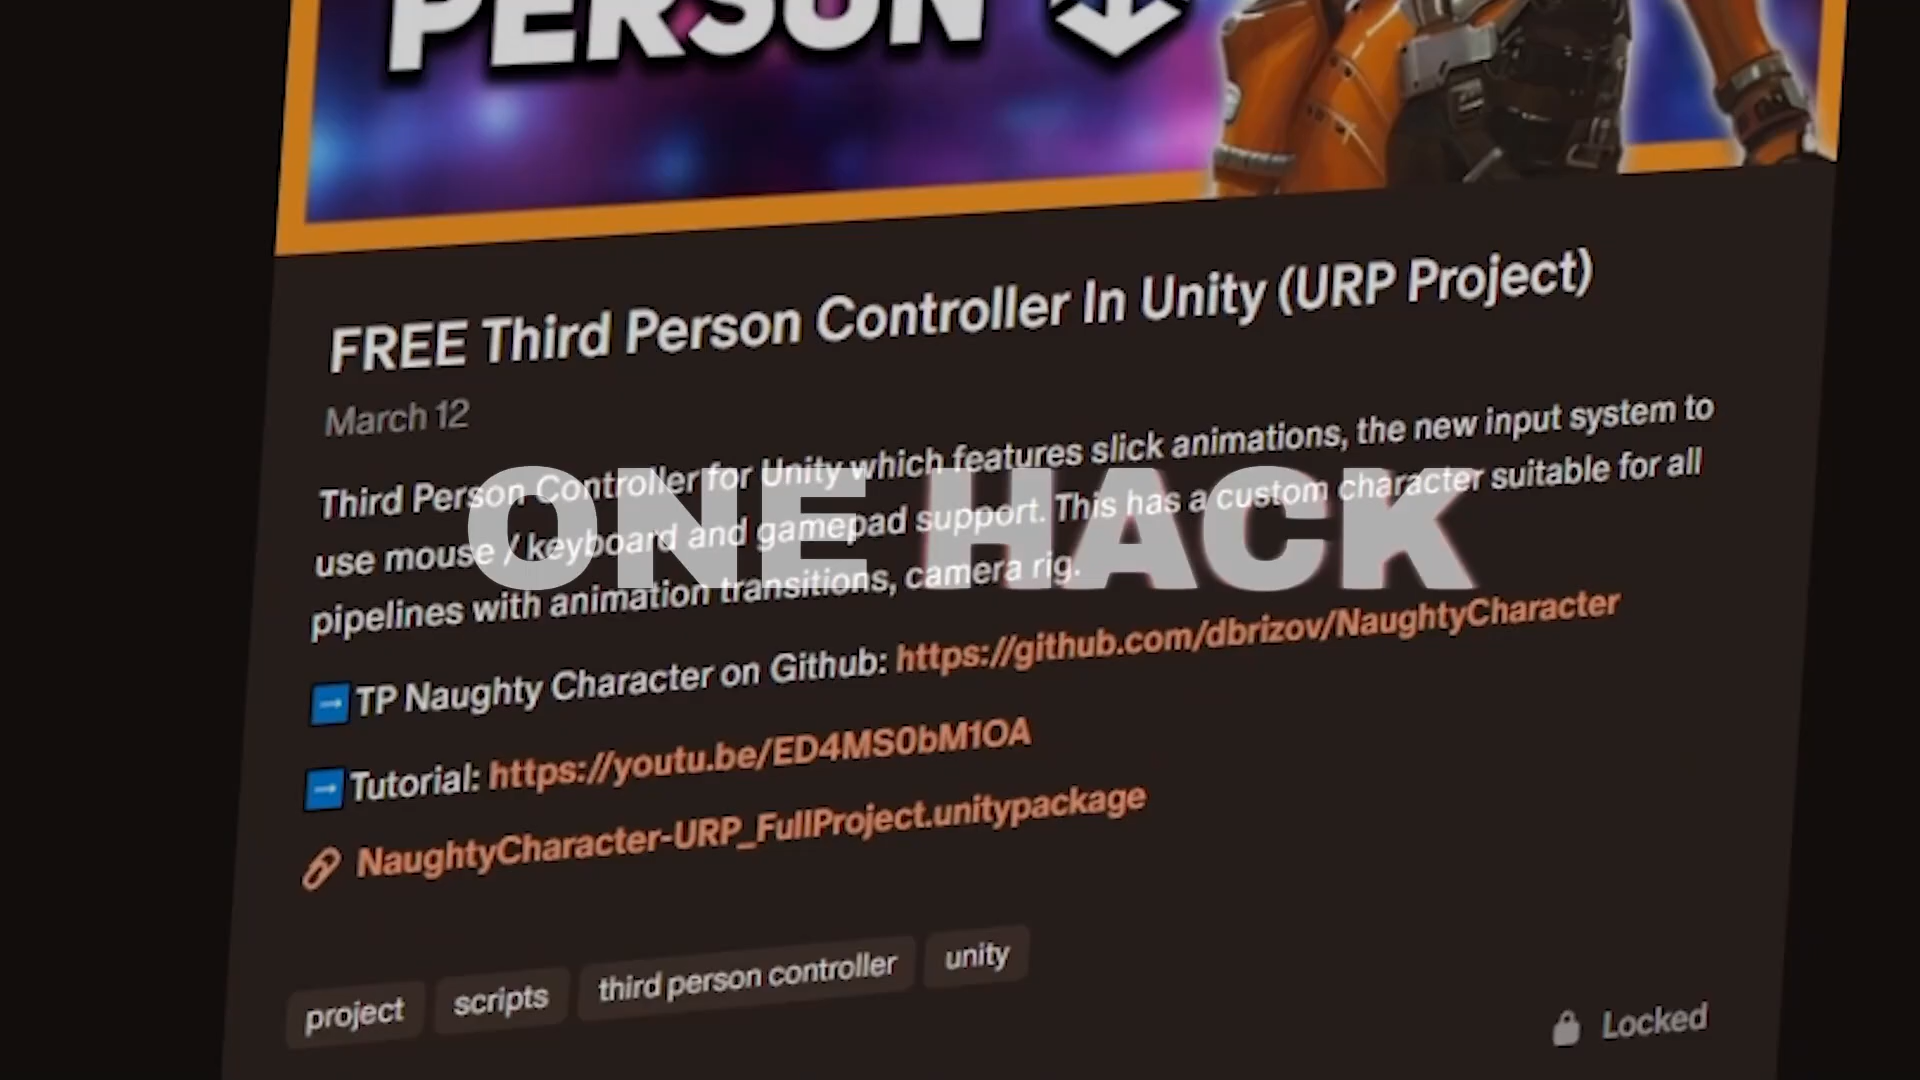 PERSON
FREE Third Person Controller In Unity (URP Project)
March 12
Third Person Controller for Unity which features slick animations, the new input system to
use mouse / keyboard and gamepad support. This has a custom character suitable for all
pipelines with animation transitions, camera rig.
ONE HACK
➡TP Naughty Character on Github: https://github.com/dbrizov/NaughtyCharacter
➡Tutorial: https://youtu.be/ED4MS0bM1OA
NaughtyCharacter-URP_FullProject.unitypackage
project scripts third person controller unity
Locked